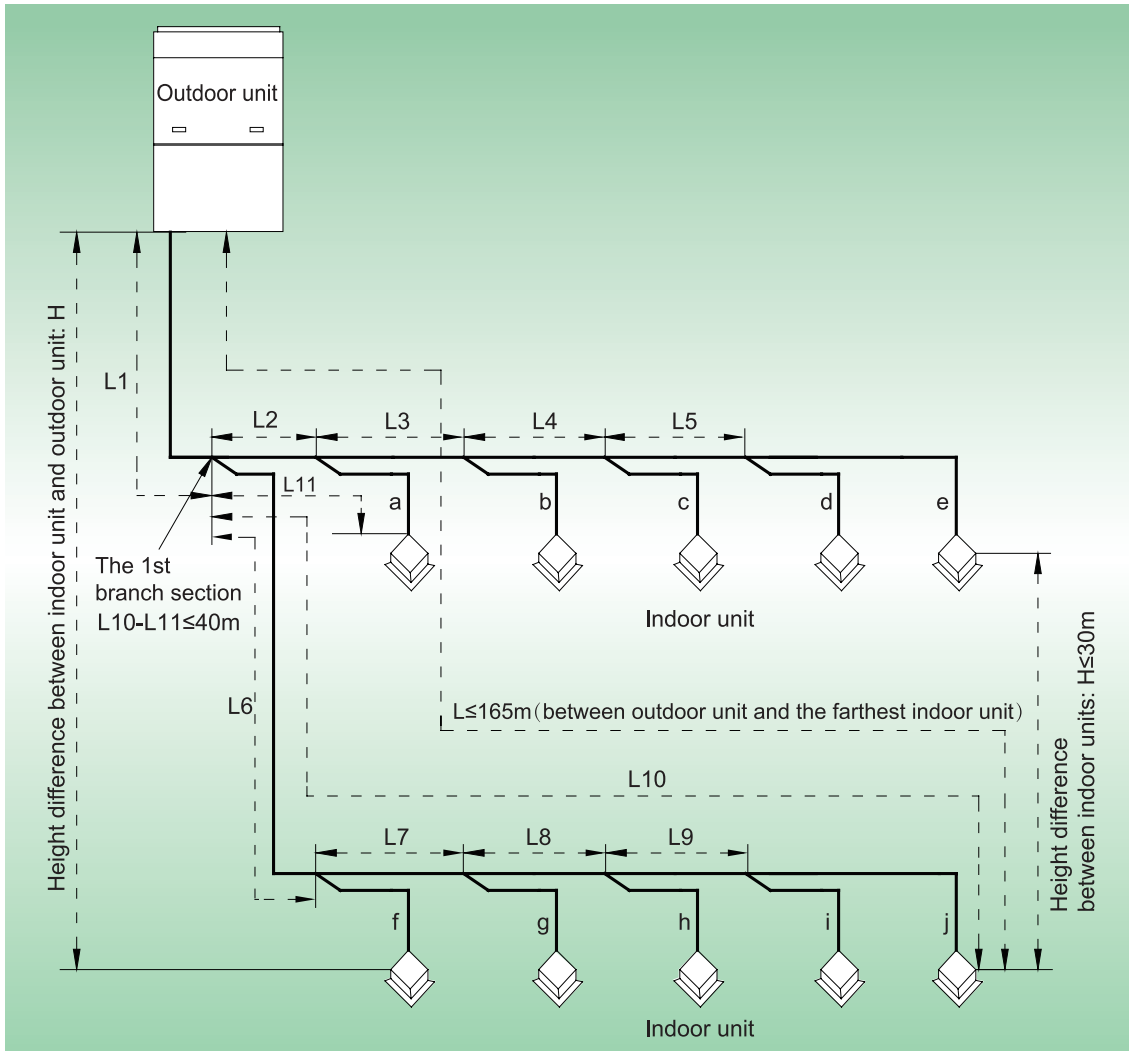 Outdoor unit
Height difference between indoor unit and outdoor unit: H
L1
L2
L3
L4
L5
L11
a
b
c
d
e
The 1st
branch section
L10-L11≤40m
Indoor unit
L6
L≤165m(between outdoor unit and the farthest indoor unit)
Height difference
between indoor units: H≤30m
L10
L7
L8
L9
f
g
h
i
j
Indoor unit